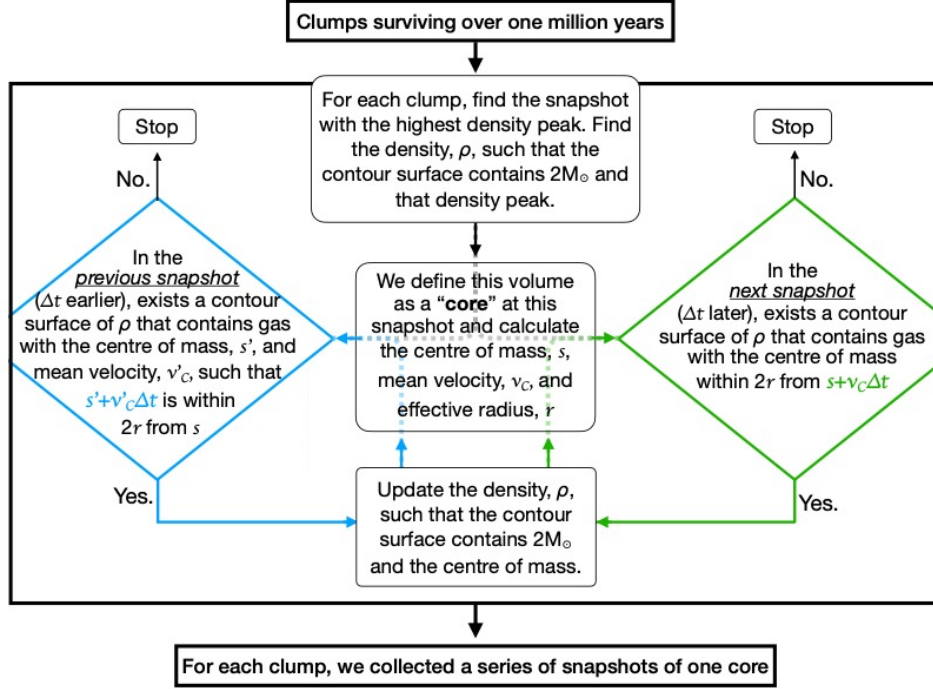 Clumps surviving over one million years
For each clump, find the snapshot
with the highest density peak. Find
the density, ρ, such that the
contour surface contains 2M⊙ and
that density peak.
Stop
No.
In the
previous snapshot
(Δt earlier), exists a contour
surface of ρ that contains gas
with the centre of mass, s’, and
mean velocity, v’C, such that
s’+v’CΔt is within
2r from s
Yes.
We define this volume
as a “core” at this
snapshot and calculate
the centre of mass, s,
mean velocity, vC, and
effective radius, r
Stop
No.
In the
next snapshot
(Δt later), exists a contour
surface of ρ that contains gas
with the centre of mass
within 2r from s+vCΔt
Yes.
Update the density, ρ,
such that the contour
surface contains 2M⊙
and the centre of mass.
For each clump, we collected a series of snapshots of one core